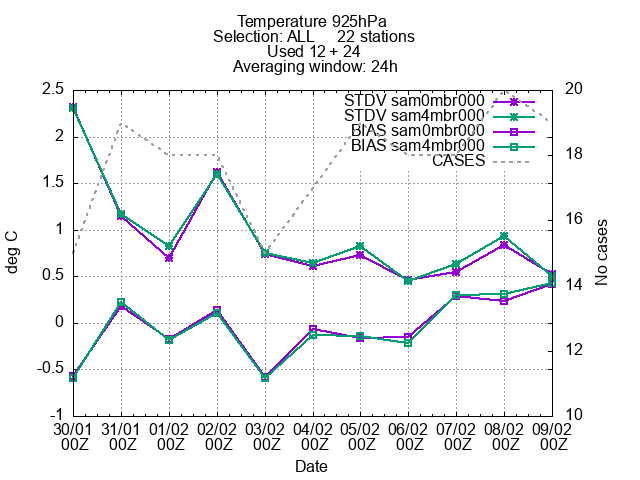 Temperature 925hPa
Selection: ALL 22 stations
Used 12 + 24
Averaging window: 24h
STDV sam0mbr000
STDV sam4mbr000
BIAS sam0mbr000
BIAS sam4mbr000
CASES
2.5
2
1.5
1
0.5
0
-0.5
-1
deg C
20
18
16
14
12
10
No cases
30/01 31/01 01/02 02/02 03/02 04/02 05/02 06/02 07/02 08/02 09/02
00Z 00Z 00Z 00Z 00Z 00Z 00Z 00Z 00Z 00Z 00Z
Date